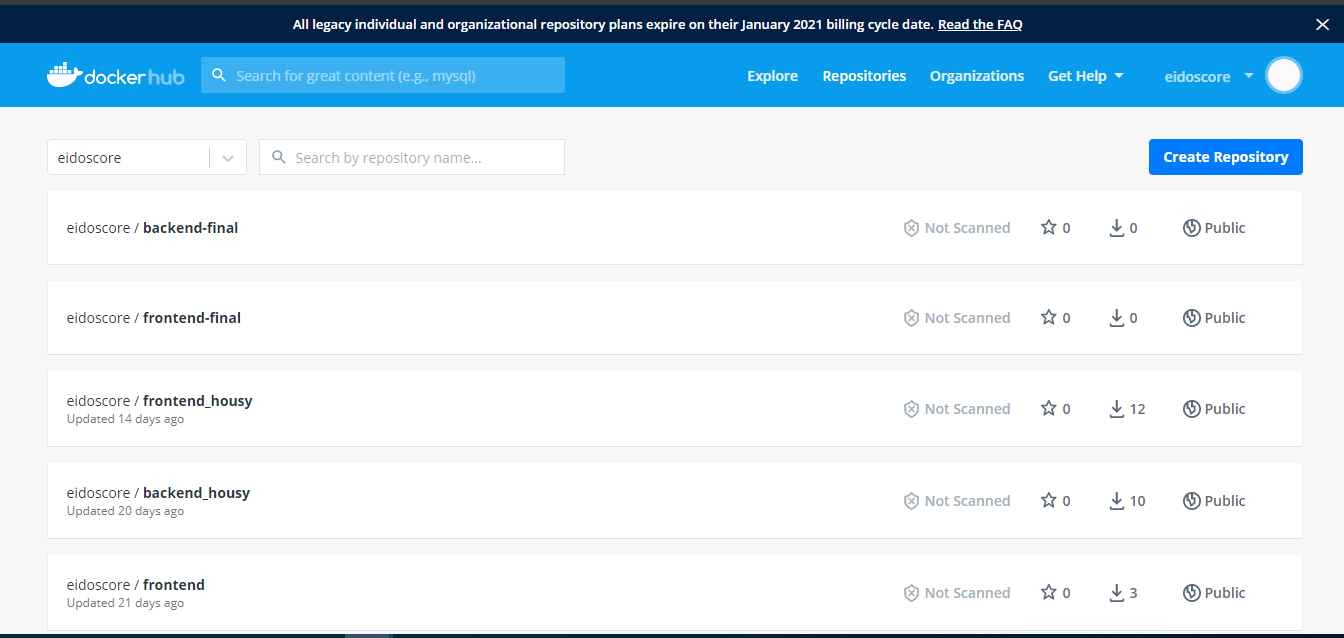 All legacy individual and organizational repository plans expire on their January 2021 billing cycle date. Read the FAQ
docker hub Search for great content (e.g., mysql) Explore Repositories Organizations Get Help eidoscore
eidoscore Search by repository name... Create Repository
eidoscore / backend-final Not Scanned 0 0 Public
eidoscore / frontend-final Not Scanned 0 0 Public
eidoscore / frontend_housy Not Scanned 0 12 Public
Updated 14 days ago
eidoscore / backend_housy Not Scanned 0 10 Public
Updated 20 days ago
eidoscore / frontend Not Scanned 0 3 Public
Updated 21 days ago